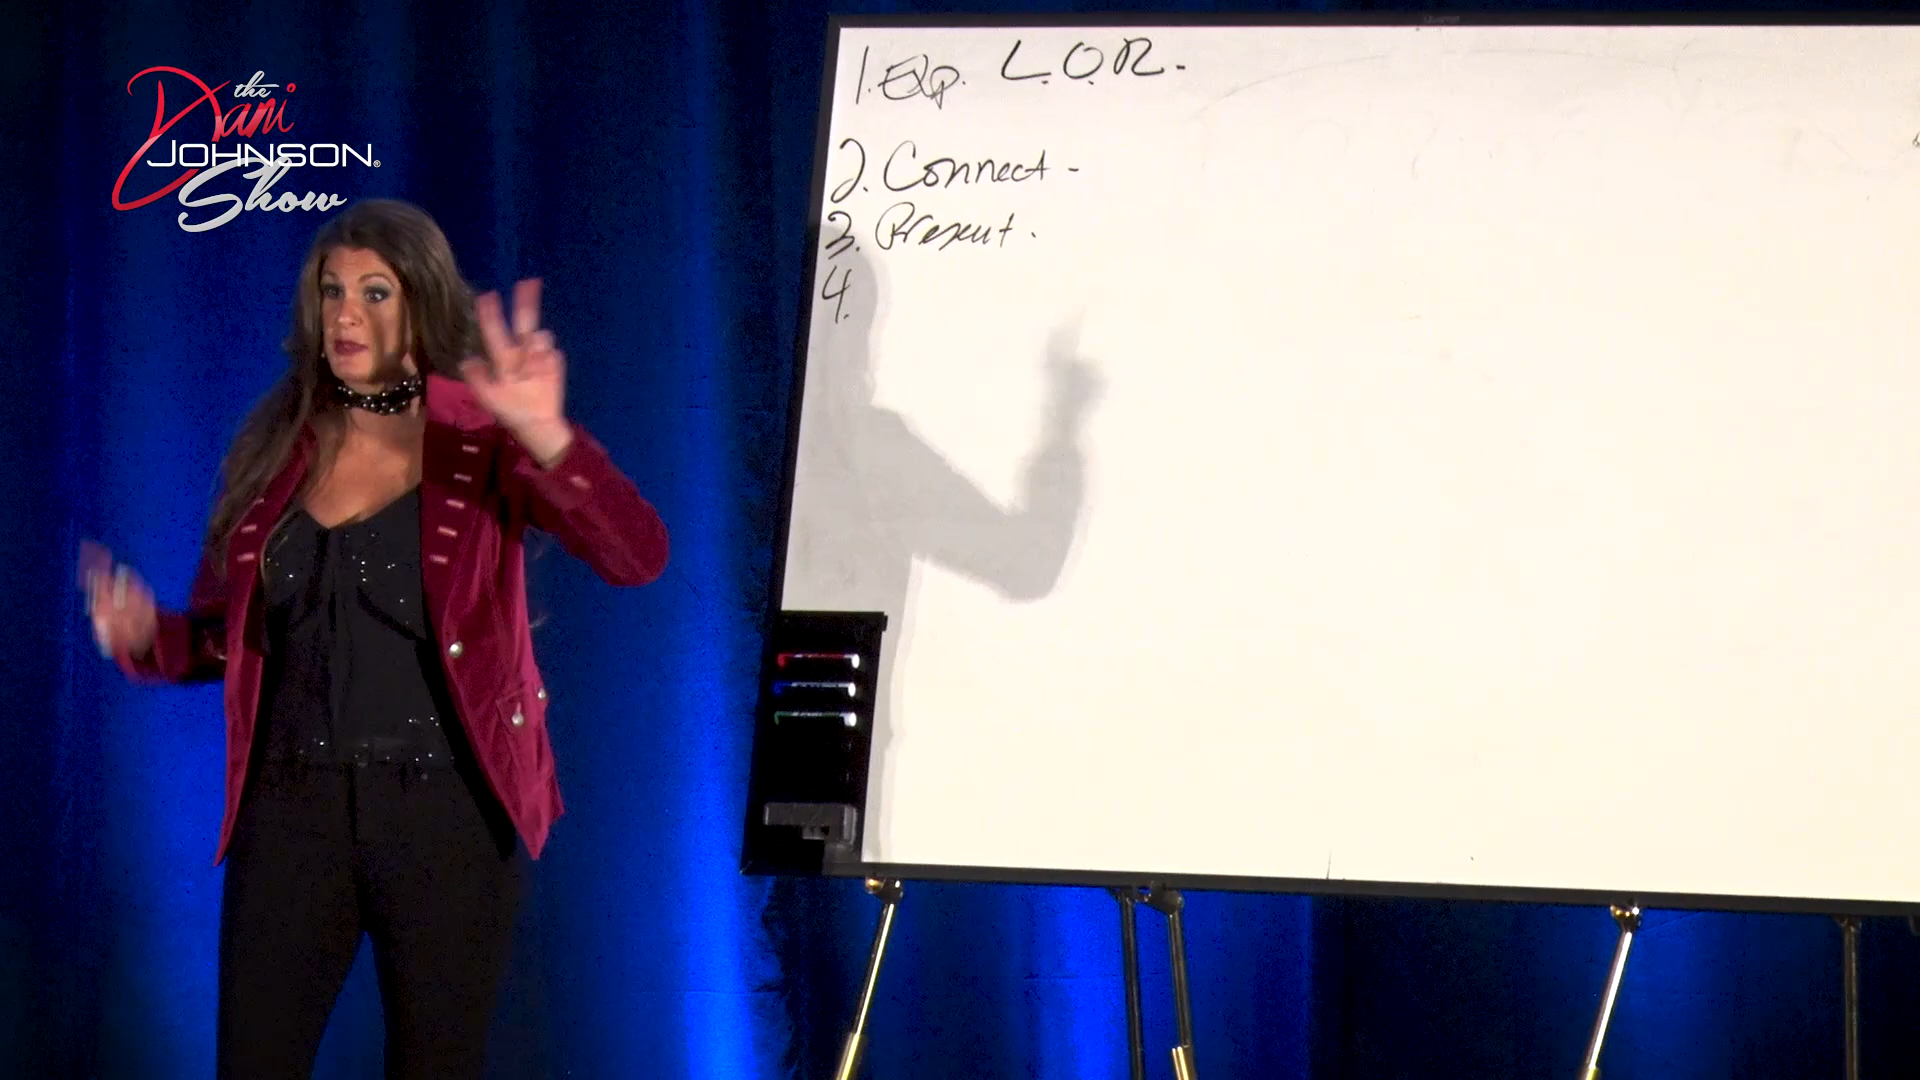 the
Dani
JOHNSON®
Show
1. Exp. L.O.R.
2. Connect -
3. Present.
4.